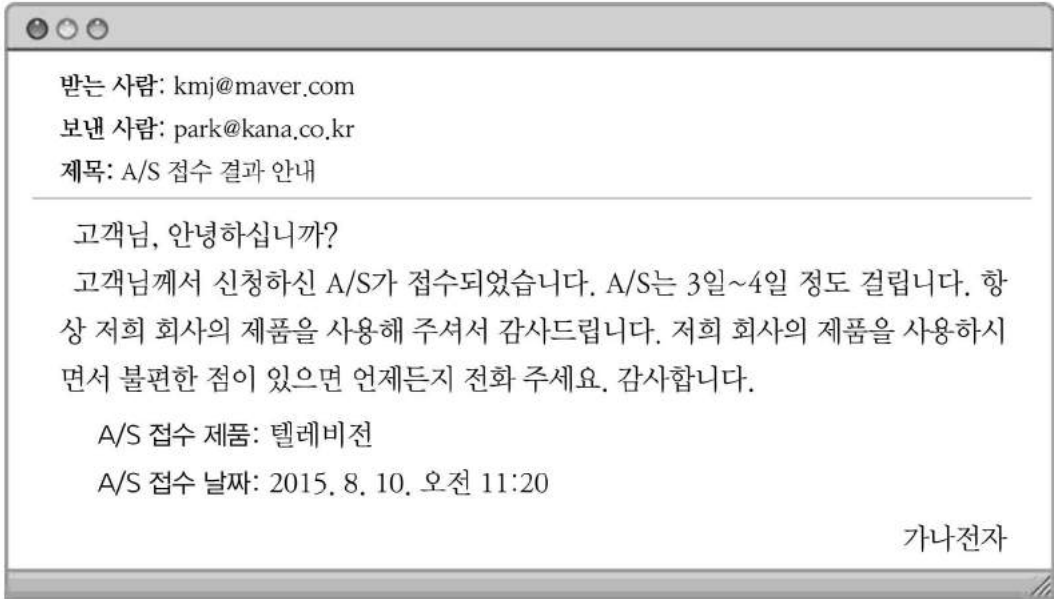 받는 사람: kmj@maver.com
보낸 사람: park@kana.co.kr
제목: A/S 접수 결과 안내
고객님, 안녕하십니까?
고객님께서 신청하신 A/S가 접수되었습니다. A/S는 3일~4일 정도 걸립니다. 항
상 저희 회사의 제품을 사용해 주셔서 감사드립니다. 저희 회사의 제품을 사용하시
면서 불편한 점이 있으면 언제든지 전화 주세요. 감사합니다.
A/S 접수 제품: 텔레비전
A/S 접수 날짜: 2015. 8. 10. 오전 11:20
가나전자